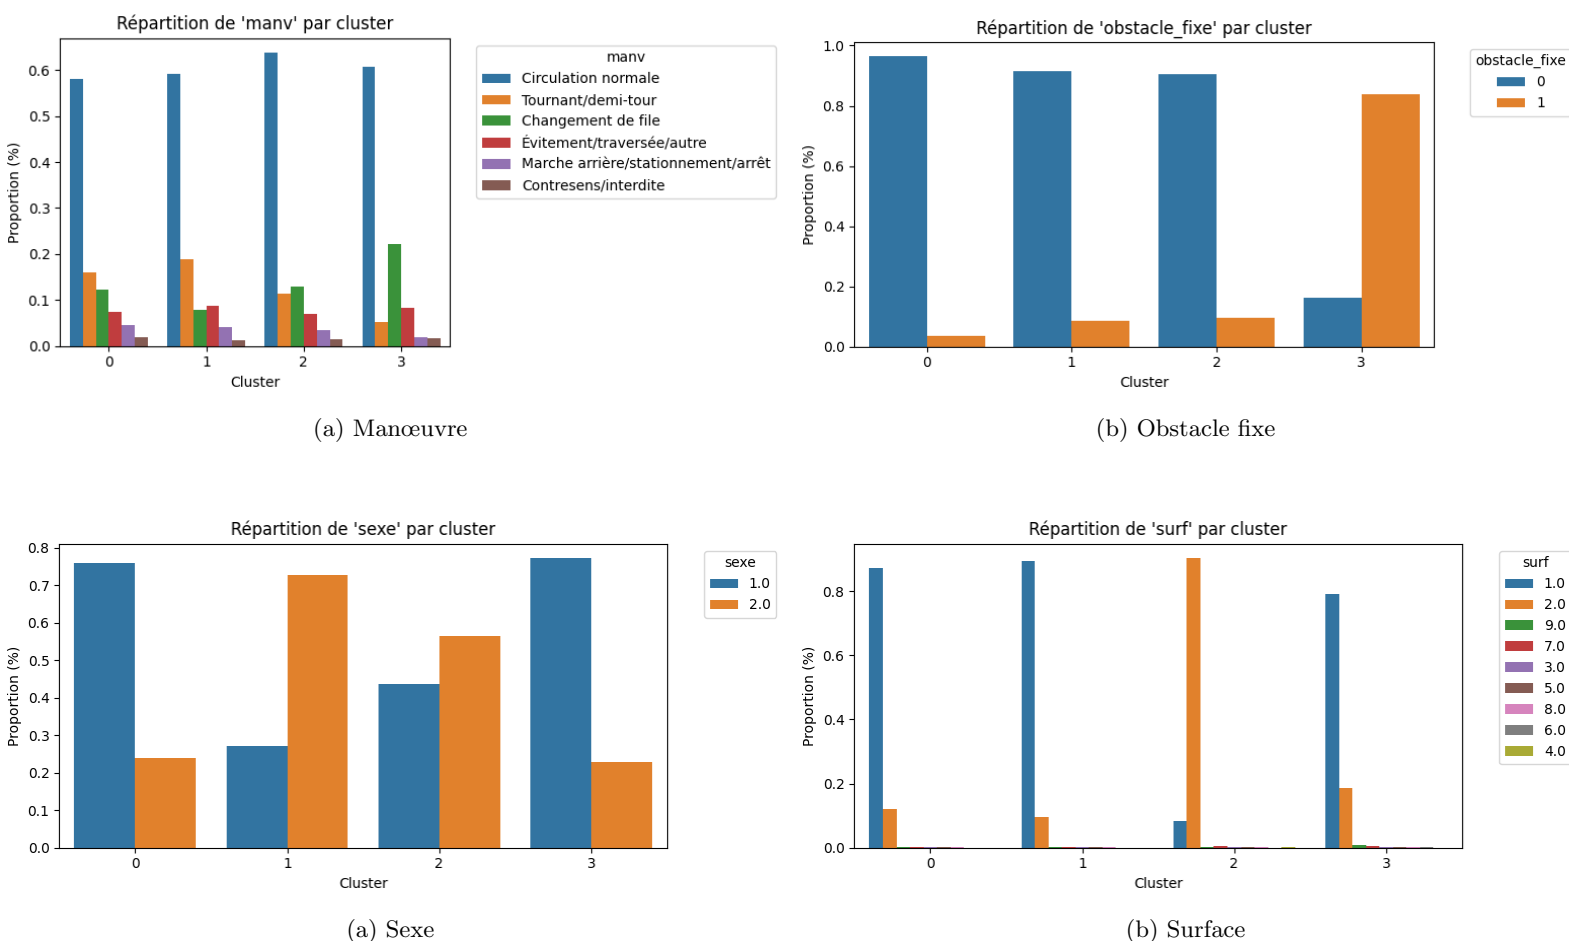 Répartition de 'manv' par cluster
Proportion (%)
0.6
0.5
0.4
0.3
0.2
0.1
0.0
0 1 2 3
Cluster
manv
Circulation normale
Tournant/demi-tour
Changement de file
Évitement/traversée/autre
Marche arrière/stationnement/arrêt
Contresens/interdite
(a) Manœuvre
Répartition de 'obstacle_fixe' par cluster
Proportion (%)
1.0
0.8
0.6
0.4
0.2
0.0
0 1 2 3
Cluster
obstacle_fixe
0
1
(b) Obstacle fixe
Répartition de 'sexe' par cluster
Proportion (%)
0.8
0.7
0.6
0.5
0.4
0.3
0.2
0.1
0.0
0 1 2 3
Cluster
sexe
1.0
2.0
(a) Sexe
Répartition de 'surf' par cluster
Proportion (%)
0.8
0.6
0.4
0.2
0.0
0 1 2 3
Cluster
surf
1.0
2.0
9.0
7.0
3.0
5.0
8.0
6.0
4.0
(b) Surface